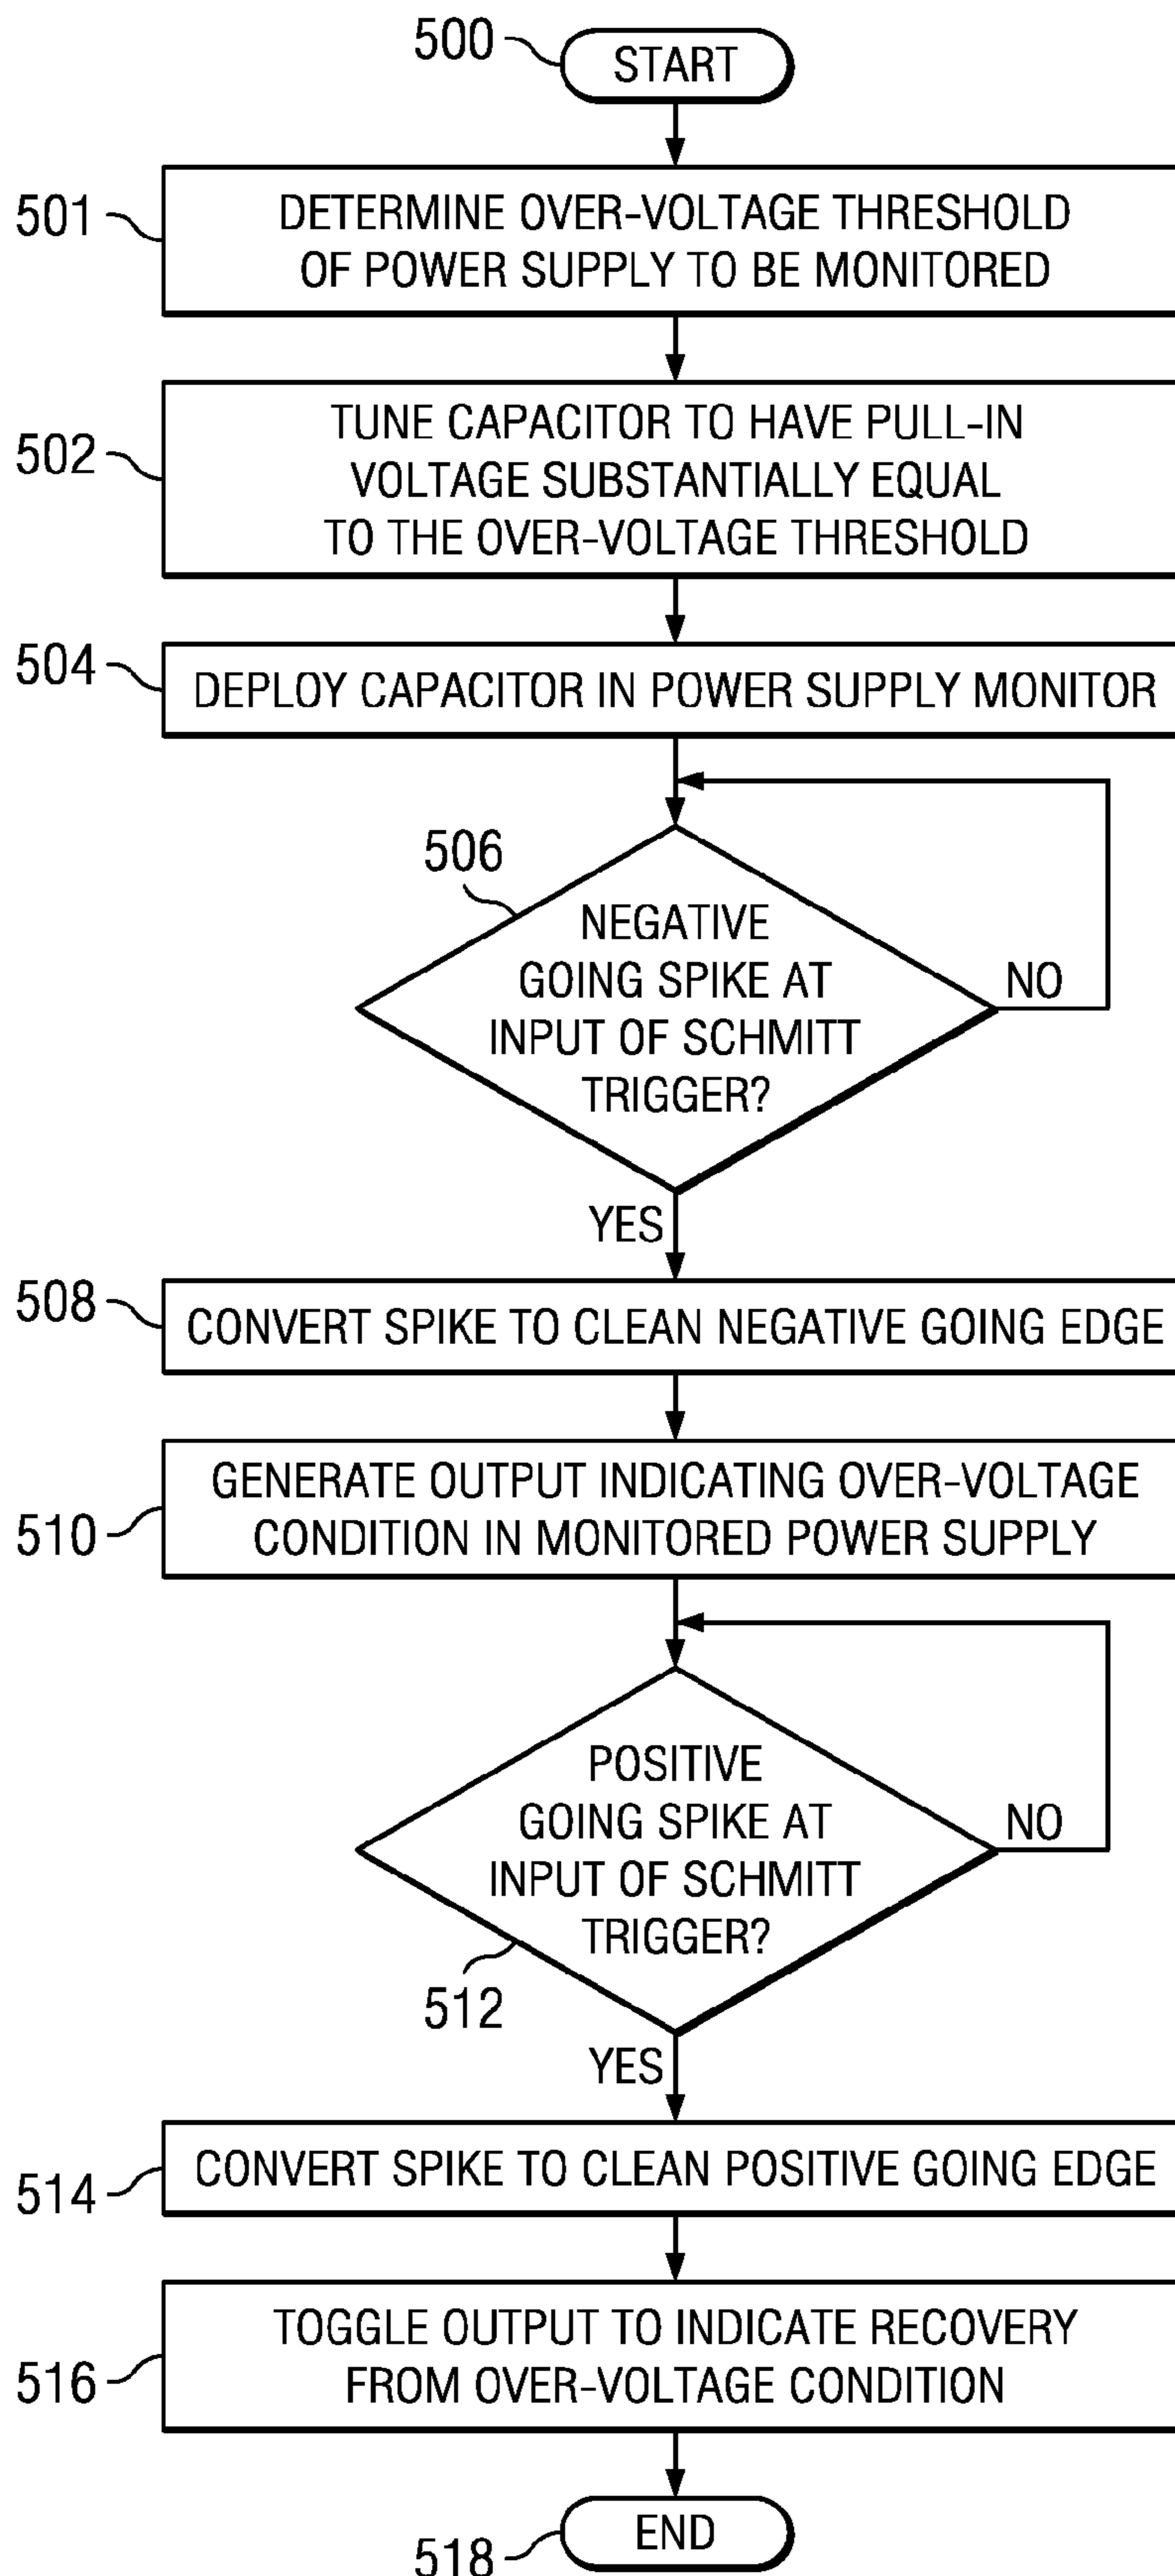 500
START
501
DETERMINE OVER-VOLTAGE THRESHOLD
OF POWER SUPPLY TO BE MONITORED
502
TUNE CAPACITOR TO HAVE PULL-IN
VOLTAGE SUBSTANTIALLY EQUAL
TO THE OVER-VOLTAGE THRESHOLD
504
DEPLOY CAPACITOR IN POWER SUPPLY MONITOR
506
NEGATIVE
GOING SPIKE AT
INPUT OF SCHMITT
TRIGGER?
NO
YES
508
CONVERT SPIKE TO CLEAN NEGATIVE GOING EDGE
510
GENERATE OUTPUT INDICATING OVER-VOLTAGE
CONDITION IN MONITORED POWER SUPPLY
POSITIVE
GOING SPIKE AT
INPUT OF SCHMITT
TRIGGER?
NO
512
YES
514
CONVERT SPIKE TO CLEAN POSITIVE GOING EDGE
516
TOGGLE OUTPUT TO INDICATE RECOVERY
FROM OVER-VOLTAGE CONDITION
518
END